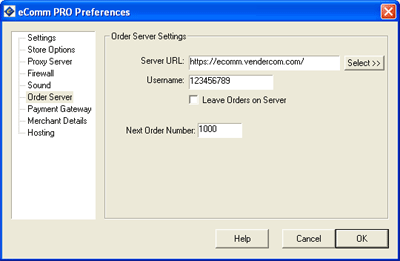 eComm PRO Preferences
Settings
Store Options
Proxy Server
Firewall
Sound
Order Server
Payment Gateway
Merchant Details
Hosting
Order Server Settings
Server URL: https://ecomm.vendercom.com/ Select >>
Username: 123456789
Leave Orders on Server
Next Order Number: 1000
Help Cancel OK